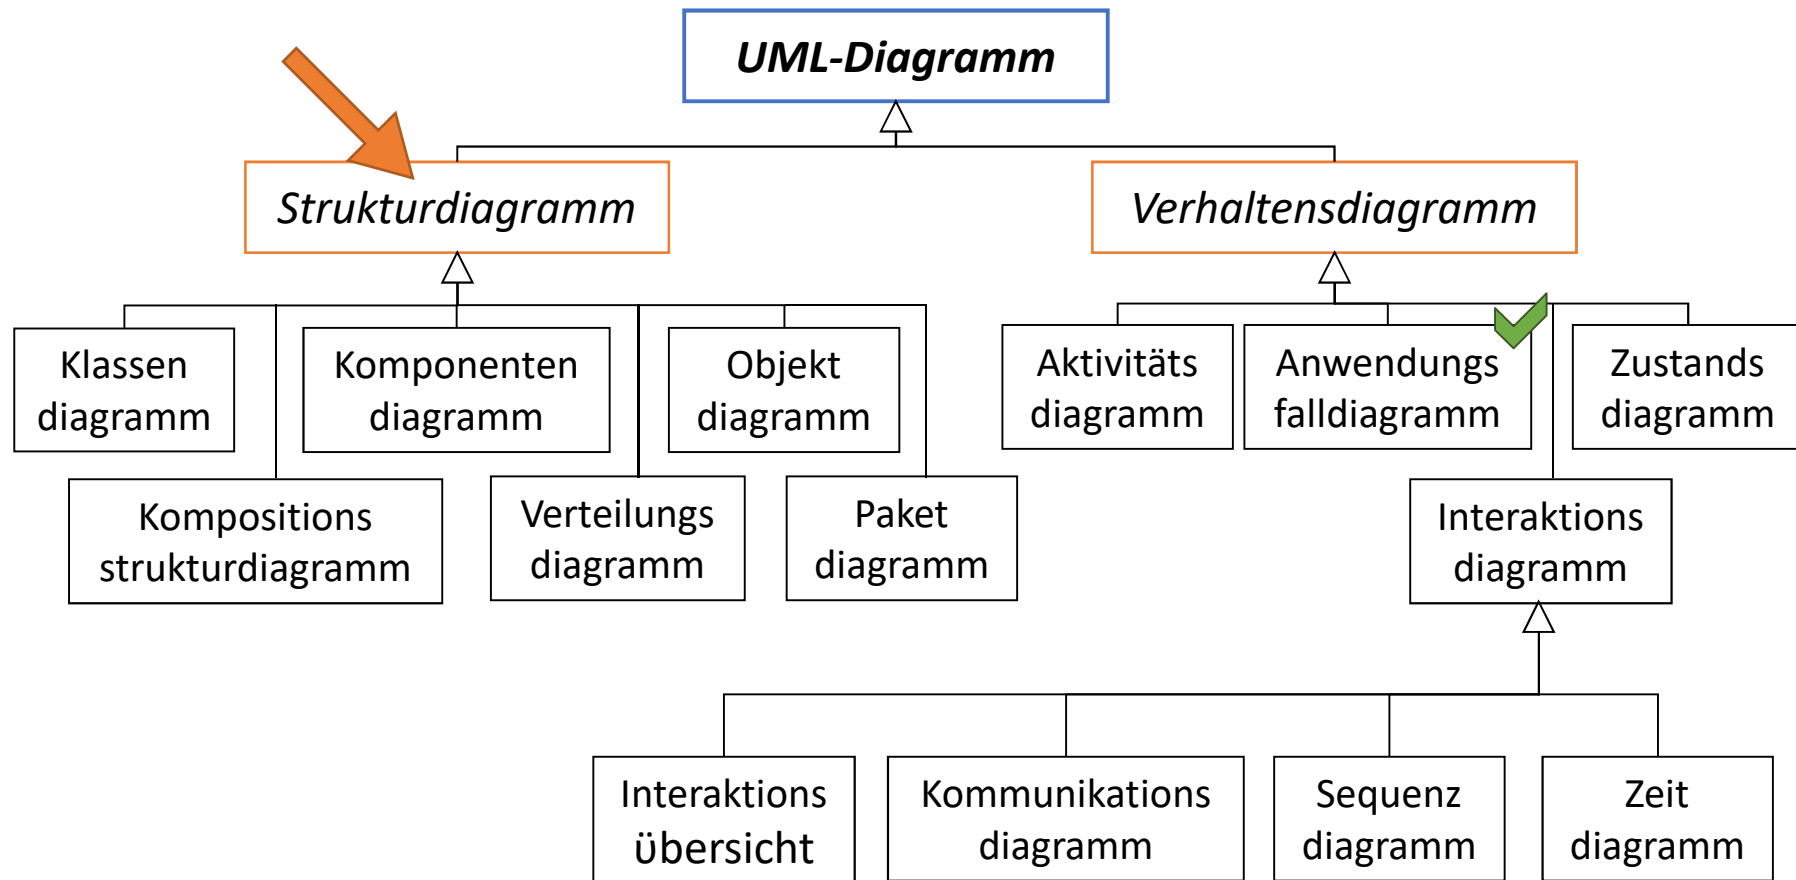 UML-Diagramm
Strukturdiagramm
Verhaltensdiagramm
Klassen
diagramm
Komponenten
diagramm
Objekt
diagramm
Aktivitäts
diagramm
Anwendungs
falldiagramm
Zustands
diagramm
Kompositions
strukturdiagramm
Verteilungs
diagramm
Paket
diagramm
Interaktions
diagramm
Interaktions
übersicht
Kommunikations
diagramm
Sequenz
diagramm
Zeit
diagramm